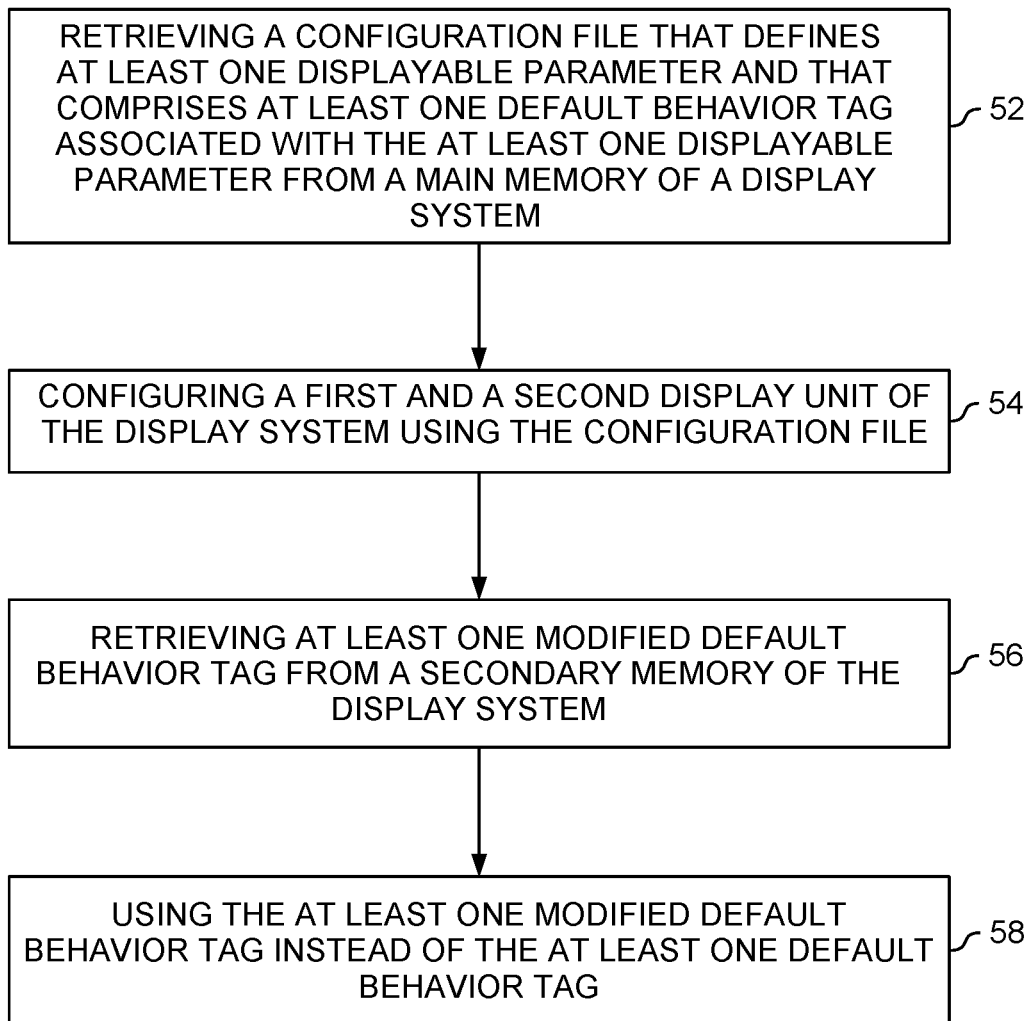 RETRIEVING A CONFIGURATION FILE THAT DEFINES
AT LEAST ONE DISPLAYABLE PARAMETER AND THAT
COMPRISES AT LEAST ONE DEFAULT BEHAVIOR TAG
ASSOCIATED WITH THE AT LEAST ONE DISPLAYABLE
PARAMETER FROM A MAIN MEMORY OF A DISPLAY
SYSTEM
52
CONFIGURING A FIRST AND A SECOND DISPLAY UNIT OF
THE DISPLAY SYSTEM USING THE CONFIGURATION FILE
54
RETRIEVING AT LEAST ONE MODIFIED DEFAULT
BEHAVIOR TAG FROM A SECONDARY MEMORY OF THE
DISPLAY SYSTEM
56
USING THE AT LEAST ONE MODIFIED DEFAULT
BEHAVIOR TAG INSTEAD OF THE AT LEAST ONE DEFAULT
BEHAVIOR TAG
58